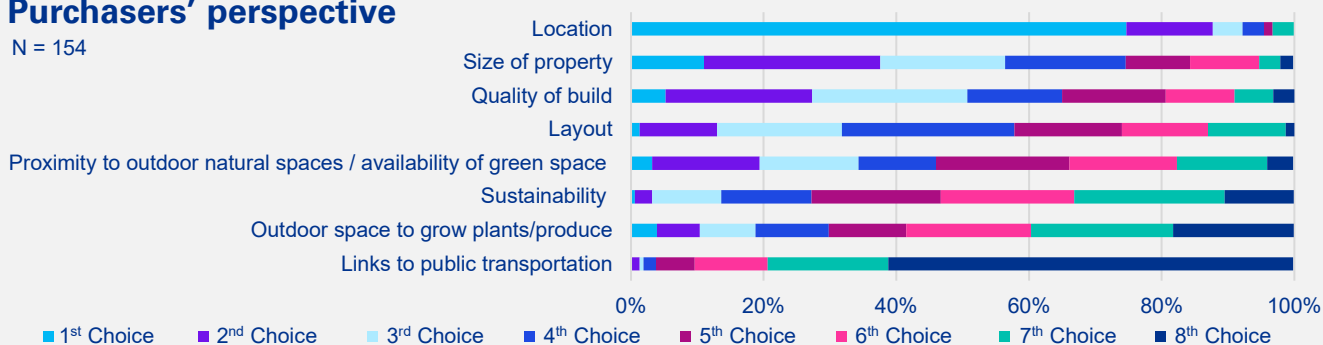 Purchasers’ perspective
N = 154
Location
Size of property
Quality of build
Layout
Proximity to outdoor natural spaces / availability of green space
Sustainability
Outdoor space to grow plants/produce
Links to public transportation
0% 20% 40% 60% 80% 100%
1st Choice 2nd Choice 3rd Choice 4th Choice 5th Choice 6th Choice 7th Choice 8th Choice